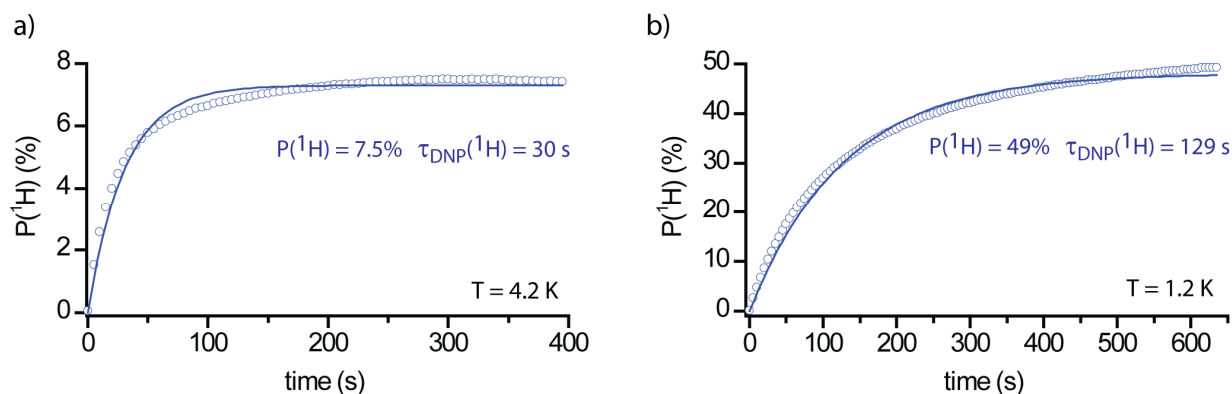 a)
P(¹H) (%)
8
6
4
2
0
P(¹H) = 7.5% τDNP(¹H) = 30 s
T = 4.2 K
0 100 200 300 400
time (s)
b)
P(¹H) (%)
50
40
30
20
10
0
P(¹H) = 49% τDNP(¹H) = 129 s
T = 1.2 K
0 100 200 300 400 500 600
time (s)